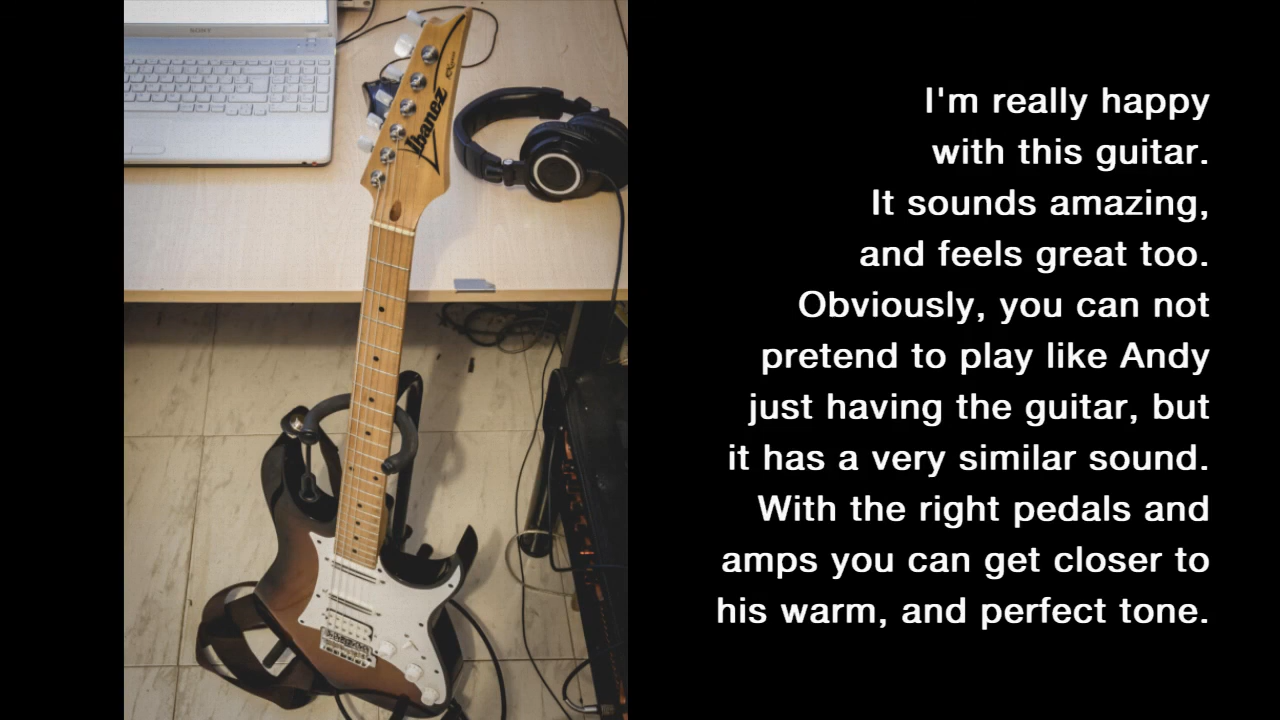 SONY
Ibanez
I'm really happy
with this guitar.
It sounds amazing,
and feels great too.
Obviously, you can not
pretend to play like Andy
just having the guitar, but
it has a very similar sound.
With the right pedals and
amps you can get closer to
his warm, and perfect tone.